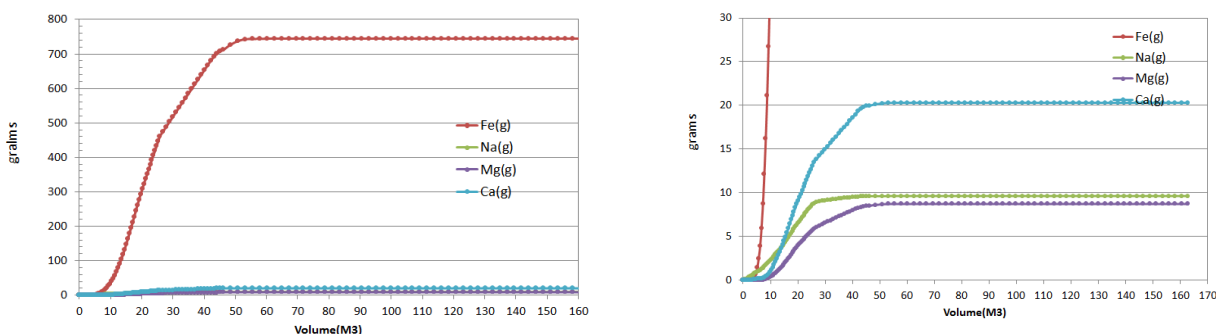 800
700
600
500
400
300
200
100
0
gralm s
0 10 20 30 40 50 60 70 80 90 100 110 120 130 140 150 160
Volume(M3)
Fe(g)
Na(g)
Mg(g)
Ca(g)
30
25
20
15
10
5
0
gram s
0 10 20 30 40 50 60 70 80 90 100 110 120 130 140 150 160 170
Volume(M3)
Fe(g)
Na(g)
Mg(g)
Ca(g)